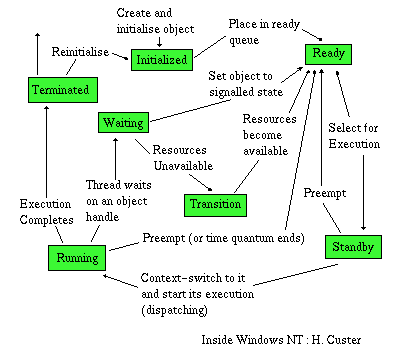 Create and
initialise object
Place in ready
queue
Reinitialise
Initialized
Ready
Terminated
Set object to
signalled state
Waiting
Resources
become
available
Select for
Execution
Resources
Unavailable
Thread waits
on an object
handle
Transition
Preempt
Execution
Completes
Preempt (or time quantum ends)
Standby
Running
Context-switch to it
and start its execution
(dispatching)
Inside Windows NT : H. Custer